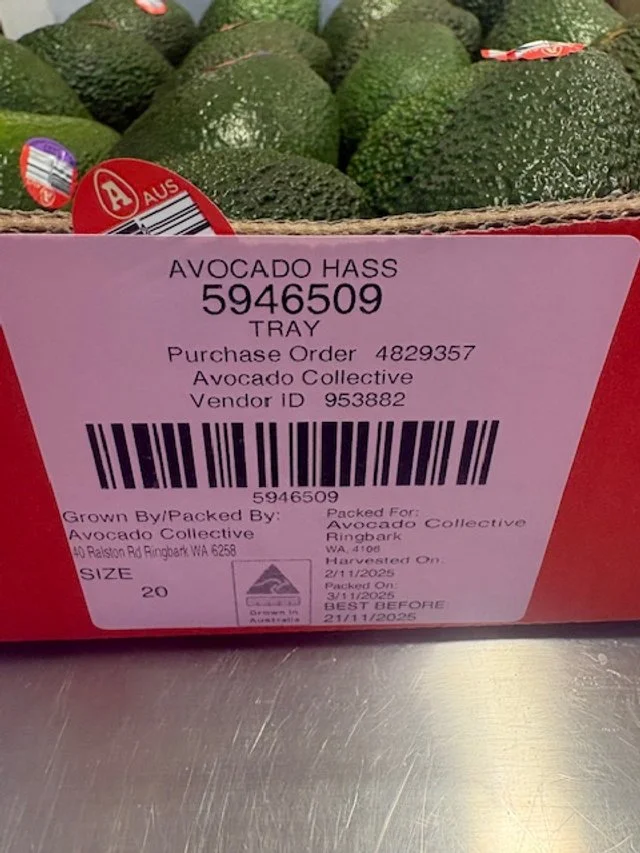 A AUS
AVOCADO HASS
5946509
TRAY
Purchase Order 4829357
Avocado Collective
Vendor ID 953882
5946509
Grown By/Packed By:
Avocado Collective
40 Ralston Rd Ringbark WA 6258
SIZE
20
Grown in
Australia
Packed For:
Avocado Collective
Ringbark
WA, 4106
Harvested On:
2/11/2025
Packed On:
3/11/2025
BEST BEFORE
21/11/2025